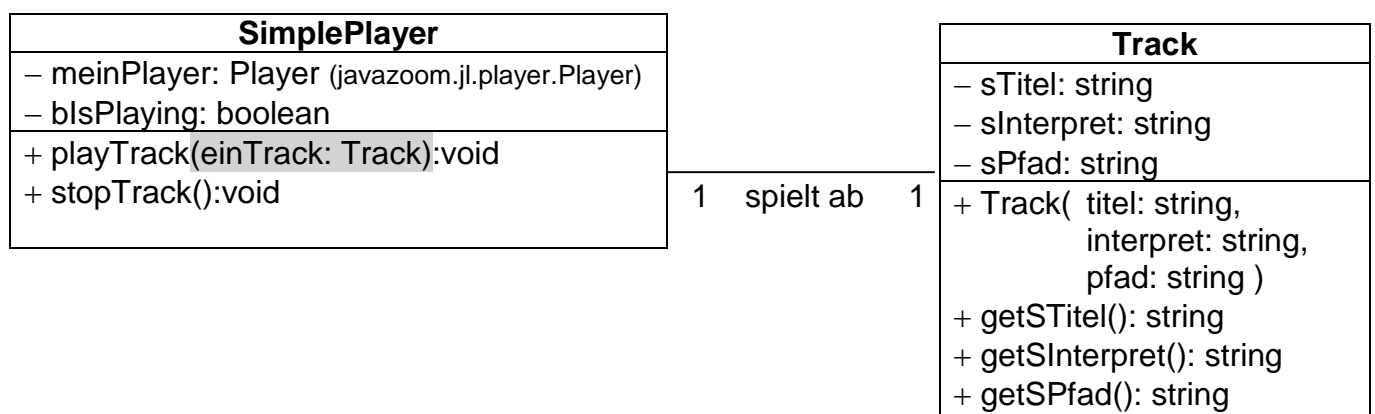 SimplePlayer
− meinPlayer: Player (javazoom.jl.player.Player)
− bIsPlaying: boolean
+ playTrack(einTrack: Track):void
+ stopTrack():void
1 spielt ab 1
Track
− sTitel: string
− sInterpret: string
− sPfad: string
+ Track( titel: string,
interpret: string,
pfad: string )
+ getSTitel(): string
+ getSInterpret(): string
+ getSPfad(): string